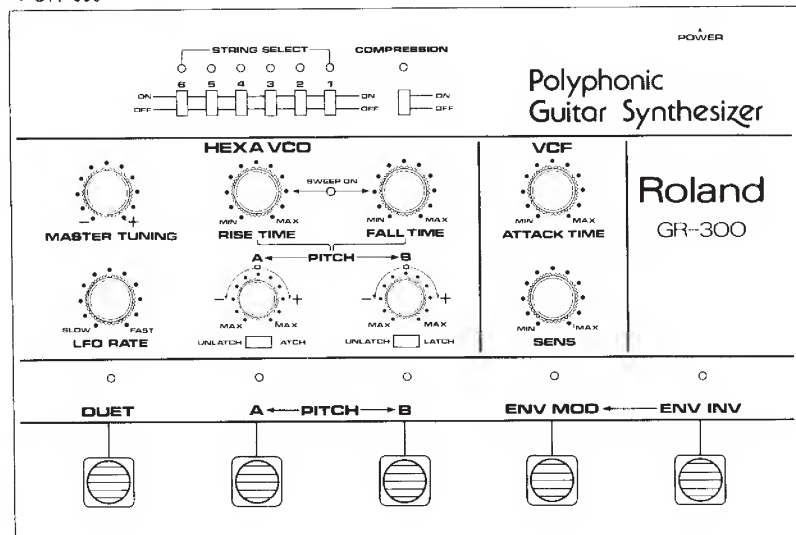 STRING SELECT COMPRESSION POWER
6 5 4 3 2 1
ON ON ON
OFF OFF OFF
Polyphonic
Guitar Synthesizer
HEXA VCO VCF
SWEEP ON
- + MIN MAX MIN MAX MIN MAX
MASTER TUNING RISE TIME FALL TIME ATTACK TIME
Roland
GR-300
A PITCH B
- + - +
SLOW FAST MAX MAX MAX MAX MIN MAX
LFO RATE UNLATCH ATCH UNLATCH LATCH SENS
DUET A PITCH B ENV MOD ENV INV